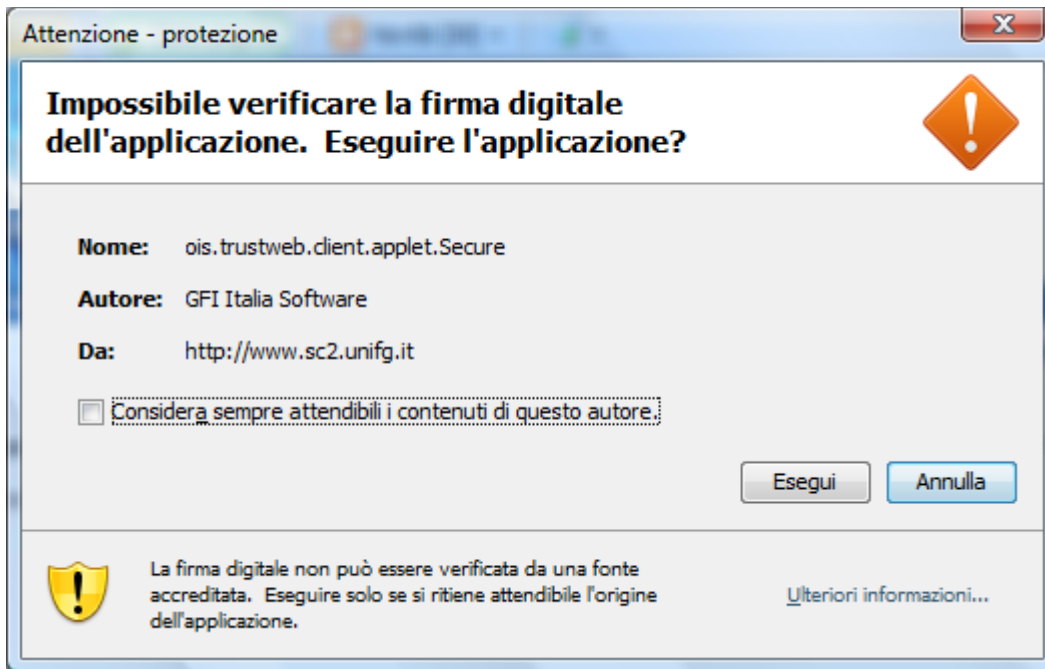 Attenzione - protezione
Impossibile verificare la firma digitale
dell'applicazione.  Eseguire l'applicazione?
Nome: ois.trustweb.client.applet.Secure
Autore: GFI Italia Software
Da: http://www.sc2.unifg.it
Considera sempre attendibili i contenuti di questo autore.
Esegui Annulla
La firma digitale non può essere verificata da una fonte
accreditata.  Eseguire solo se si ritiene attendibile l'origine
dell'applicazione.
Ulteriori informazioni...